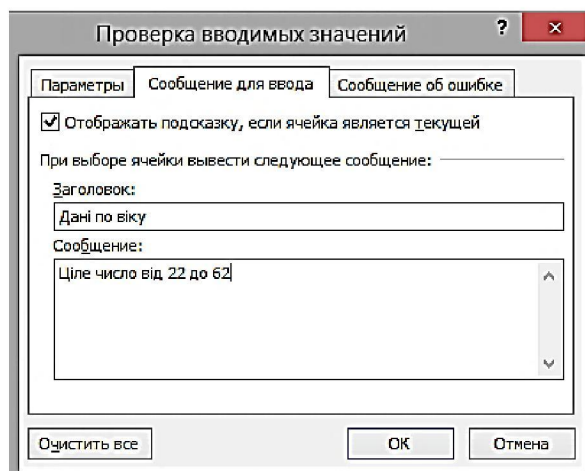 Проверка вводимых значений ? ×
Параметры Сообщение для ввода Сообщение об ошибке
Отображать подсказку, если ячейка является текущей
При выборе ячейки вывести следующее сообщение:
Заголовок:
Дані по віку
Сообщение:
Ціле число від 22 до 62
Очистить все ОК Отмена